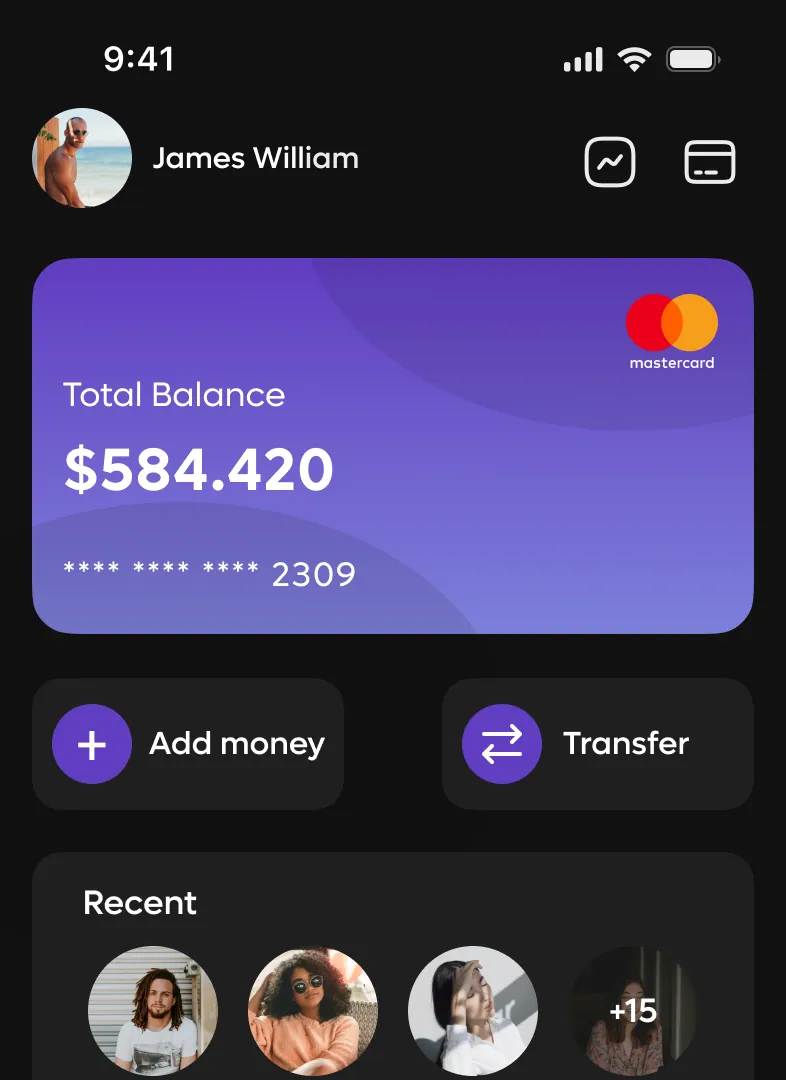 9:41
James William
mastercard
Total Balance
$584.420
**** **** **** 2309
Add money
Transfer
Recent
+15